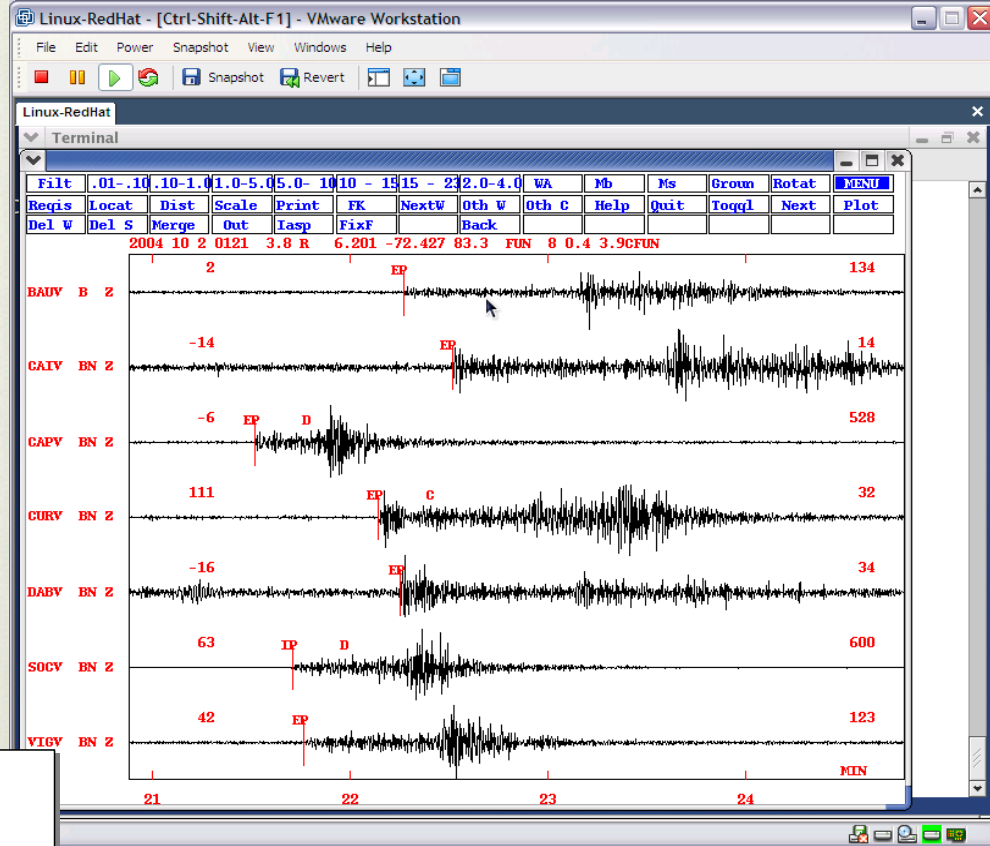 Linux-RedHat - [Ctrl-Shift-Alt-F1] - VMware Workstation
File Edit Power Snapshot View Windows Help
Snapshot Revert
Linux-RedHat
Terminal
Filt .01-.10 .10-1.0 1.0-5.0 5.0- 10 10 - 15 15 - 23 2.0-4.0 WA Mb Ms Groun Rotat MENU
Regis Locat Dist Scale Print FK NextW Oth W Oth C Help Quit Toggl Next Plot
Del W Del S Merge Out Iasp FixF Back
2004 10 2 0121 3.8 R 6.201 -72.427 83.3 FUN 8 0.4 3.9CFUN
2 EP 134
BAUV B Z
-14 EP 14
CAIV BN Z
-6 EP D 528
CAPV BN Z
111 EP C 32
CURV BN Z
-16 EP 34
DABV BN Z
63 IP D 600
SOCV BN Z
42 EP 123
VIGV BN Z
MIN
21 22 23 24